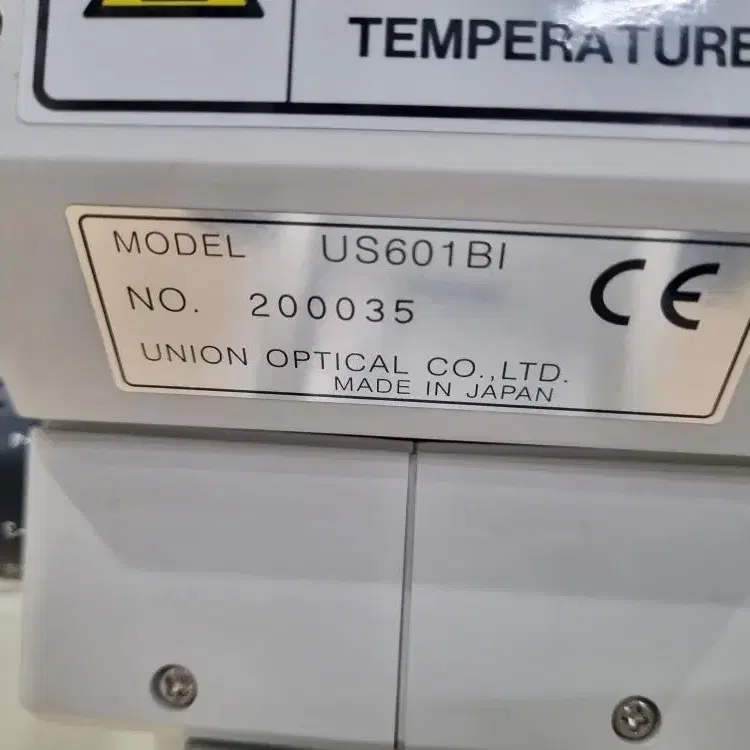 TEMPERATURE
MODEL US601BI
NO. 200035
CE
UNION OPTICAL CO.,LTD.
MADE IN JAPAN